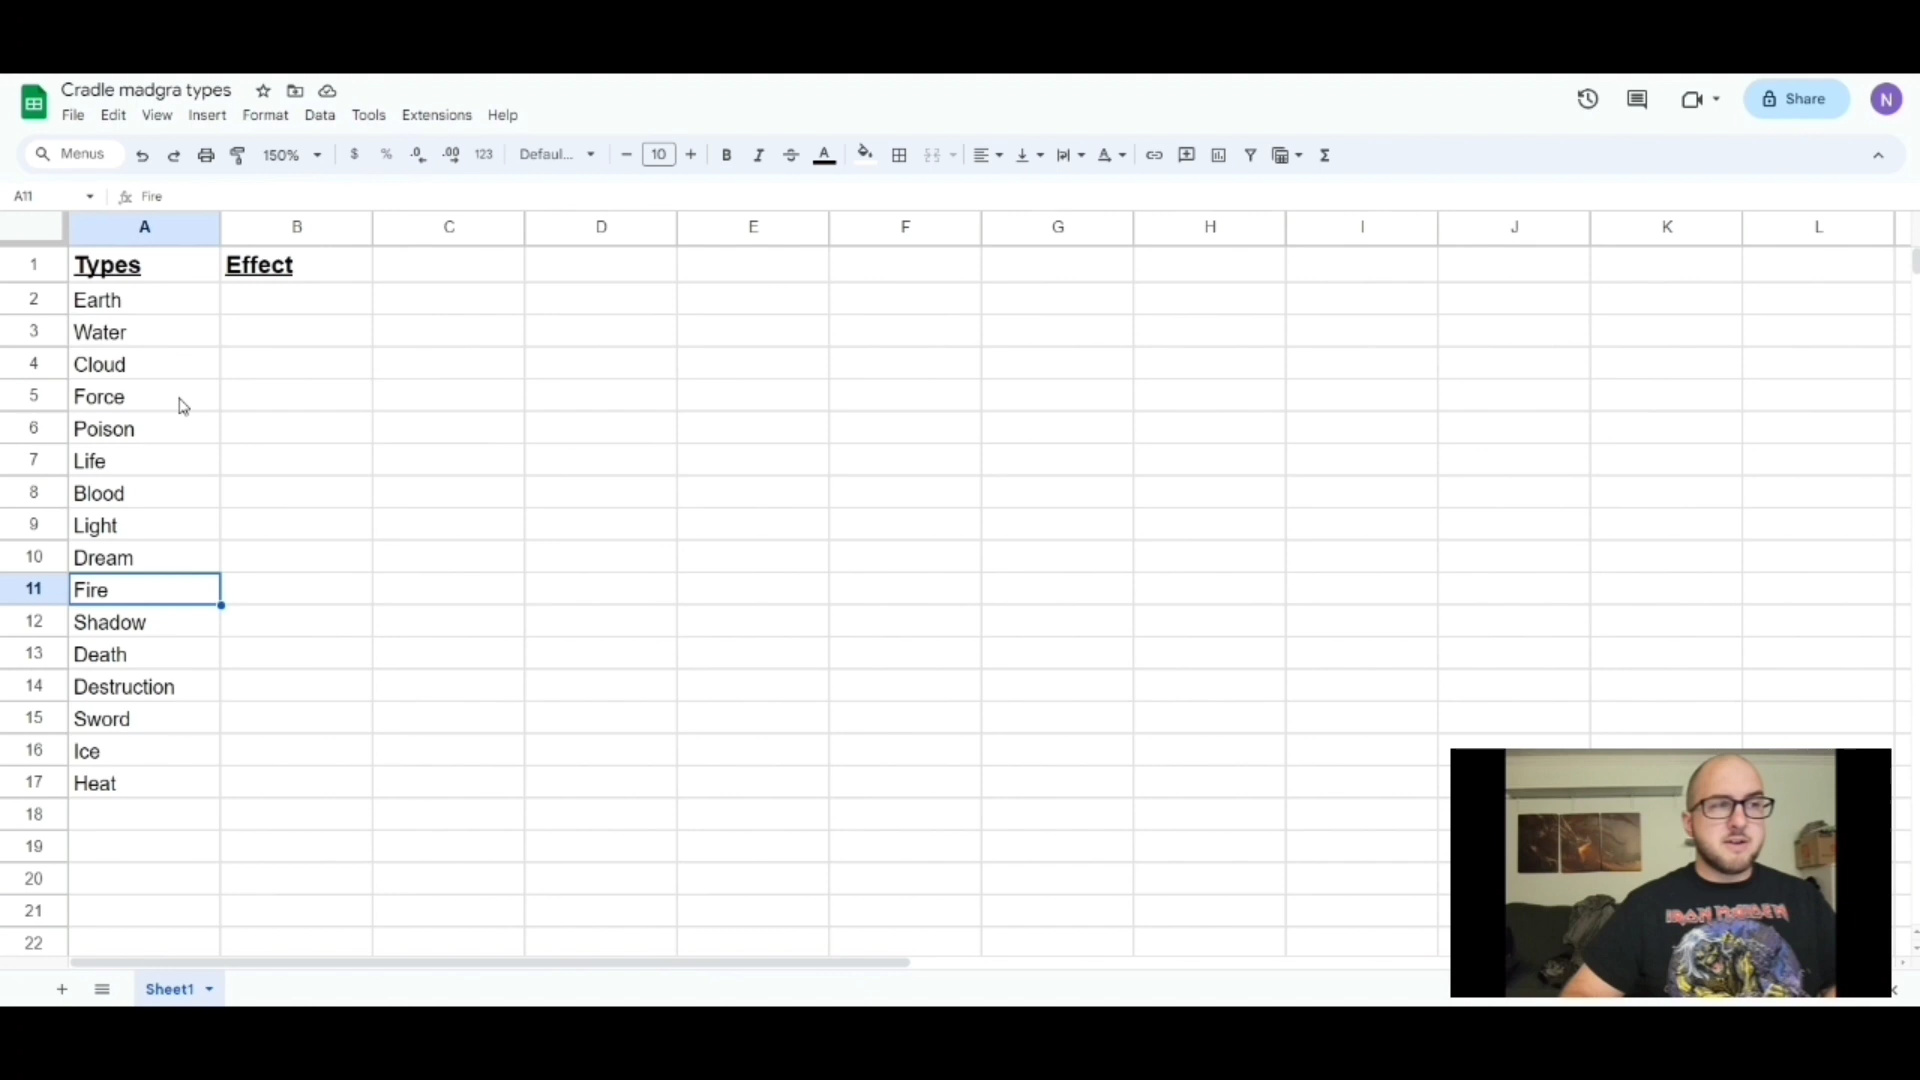 Cradle madgra types
File Edit View Insert Format Data Tools Extensions Help
Share
N
Menus
150%
$ % .0 .00 123
Defaul...
10
B I A Σ
A11
fx Fire
A B C D E F G H I J K L
1 Types Effect
2 Earth
3 Water
4 Cloud
5 Force
6 Poison
7 Life
8 Blood
9 Light
10 Dream
11 Fire
12 Shadow
13 Death
14 Destruction
15 Sword
16 Ice
17 Heat
18
19
20
21
22
Sheet1
IRON MAIDEN